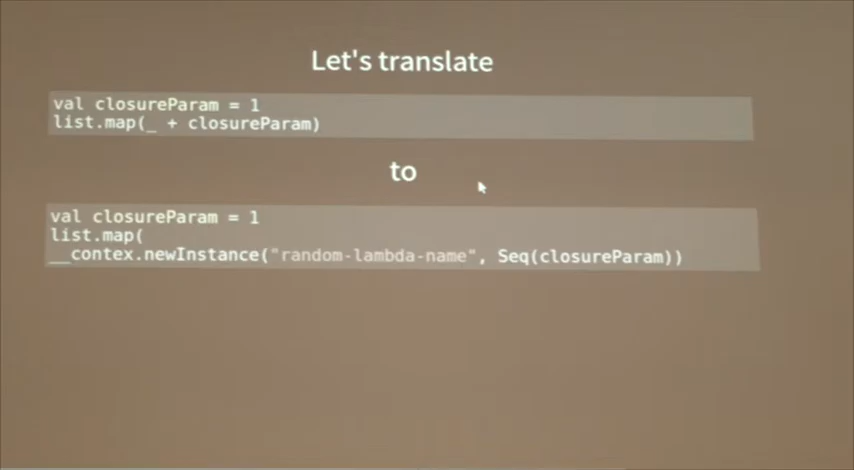 Let's translate
val closureParam = 1
list.map(_ + closureParam)
to
val closureParam = 1
list.map(
__contex.newInstance("random-lambda-name", Seq(closureParam))